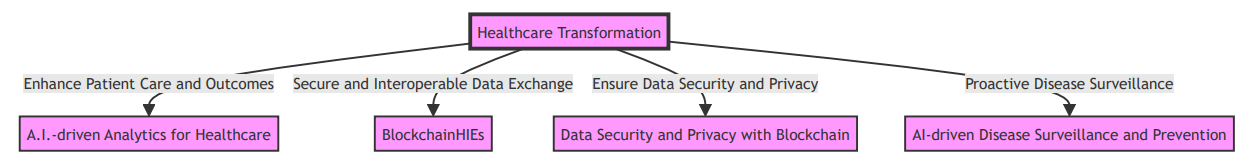 Healthcare Transformation
Enhance Patient Care and Outcomes
Secure and Interoperable Data Exchange
Ensure Data Security and Privacy
Proactive Disease Surveillance
A.I.-driven Analytics for Healthcare
BlockchainHIEs
Data Security and Privacy with Blockchain
AI-driven Disease Surveillance and Prevention